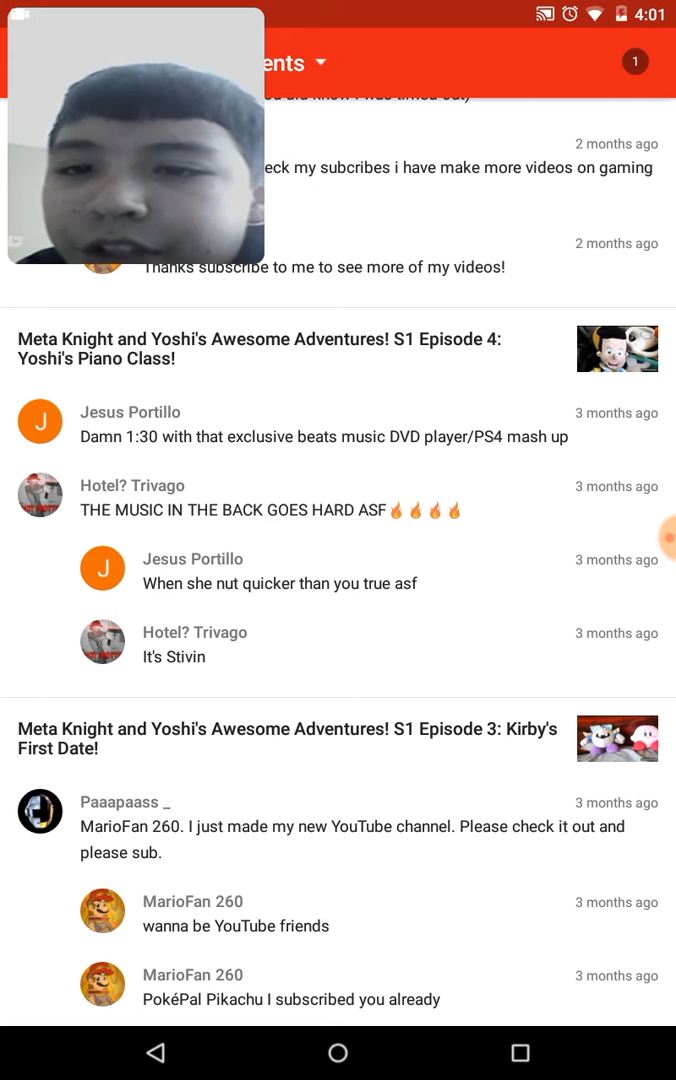 4:01
ents
1
2 months ago
eck my subcribes i have make more videos on gaming
2 months ago
Thanks subscribe to me to see more of my videos!
Meta Knight and Yoshi's Awesome Adventures! S1 Episode 4:
Yoshi's Piano Class!
Jesus Portillo
3 months ago
Damn 1:30 with that exclusive beats music DVD player/PS4 mash up
Hotel? Trivago
3 months ago
THE MUSIC IN THE BACK GOES HARD ASF🔥🔥🔥🔥
Jesus Portillo
3 months ago
When she nut quicker than you true asf
Hotel? Trivago
3 months ago
It's Stivin
Meta Knight and Yoshi's Awesome Adventures! S1 Episode 3: Kirby's
First Date!
Paaapaass _
3 months ago
MarioFan 260. I just made my new YouTube channel. Please check it out and
please sub.
MarioFan 260
3 months ago
wanna be YouTube friends
MarioFan 260
3 months ago
PokéPal Pikachu I subscribed you already